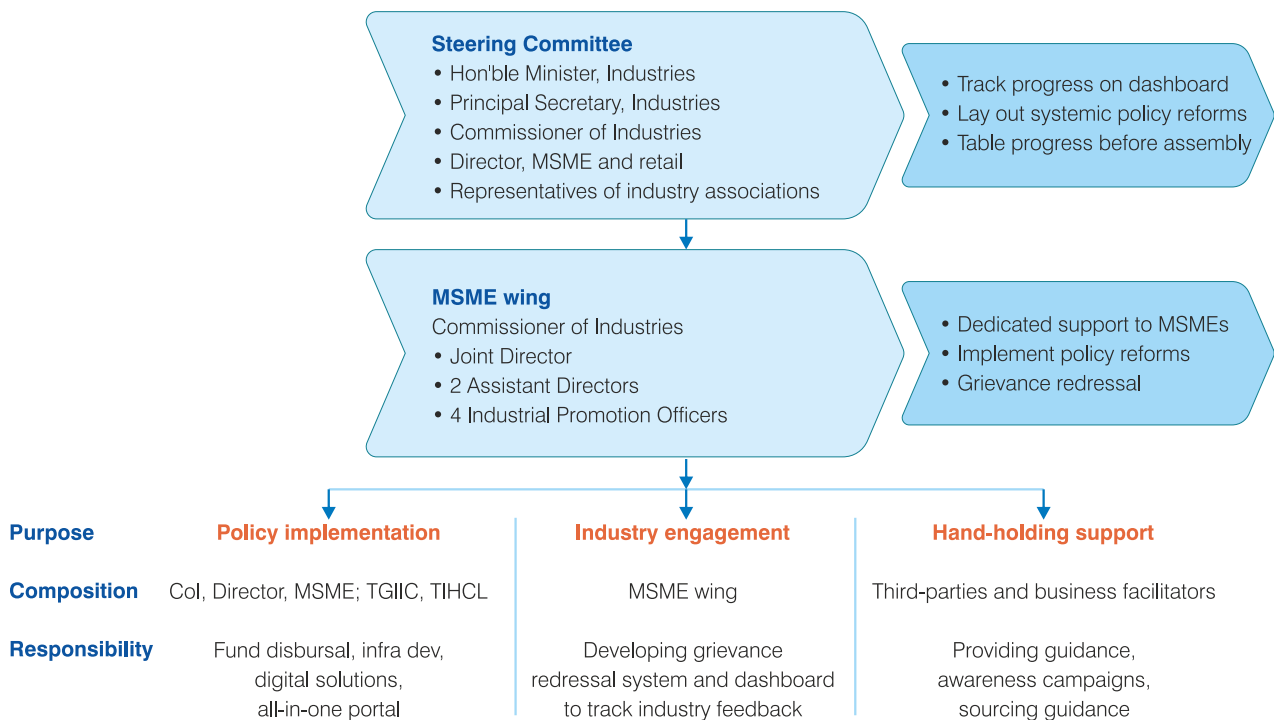 Steering Committee
• Hon'ble Minister, Industries
• Principal Secretary, Industries
• Commissioner of Industries
• Director, MSME and retail
• Representatives of industry associations
• Track progress on dashboard
• Lay out systemic policy reforms
• Table progress before assembly
MSME wing
Commissioner of Industries
• Joint Director
• 2 Assistant Directors
• 4 Industrial Promotion Officers
• Dedicated support to MSMEs
• Implement policy reforms
• Grievance redressal
Purpose
Policy implementation
Industry engagement
Hand-holding support
Composition
CoI, Director, MSME; TGIIC, TIHCL
MSME wing
Third-parties and business facilitators
Responsibility
Fund disbursal, infra dev,
digital solutions,
all-in-one portal
Developing grievance
redressal system and dashboard
to track industry feedback
Providing guidance,
awareness campaigns,
sourcing guidance